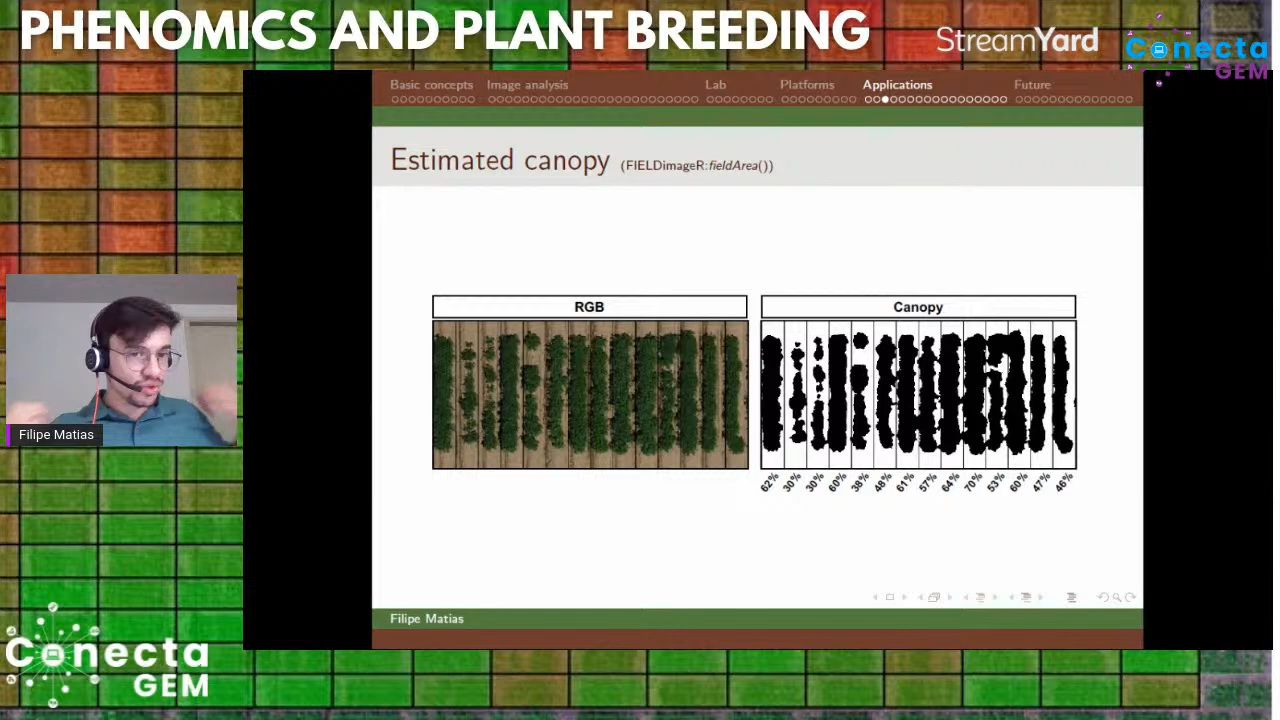 PHENOMICS AND PLANT BREEDING
StreamYard
Conecta
GEM
Basic concepts Image analysis Lab Platforms Applications Future
Estimated canopy (FIELDimageR:fieldArea())
RGB
Canopy
62% 30% 30% 60% 38% 48% 61% 57% 64% 70% 53% 60% 47% 46%
Filipe Matias
Filipe Matias
Conecta
GEM